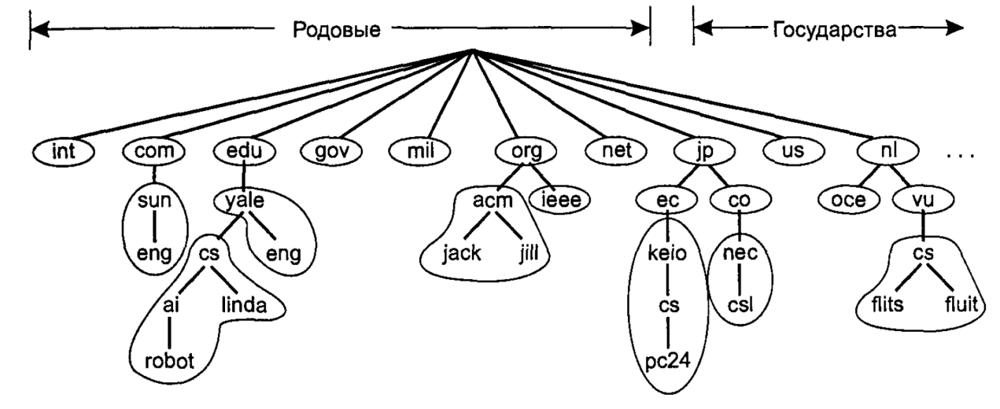 Родовые Государства
int com edu gov mil org net jp us nl ...
sun yale acm ieee ec co oce vu
eng cs eng jack jill keio nec cs
ai linda cs csl flits fluit
robot pc24